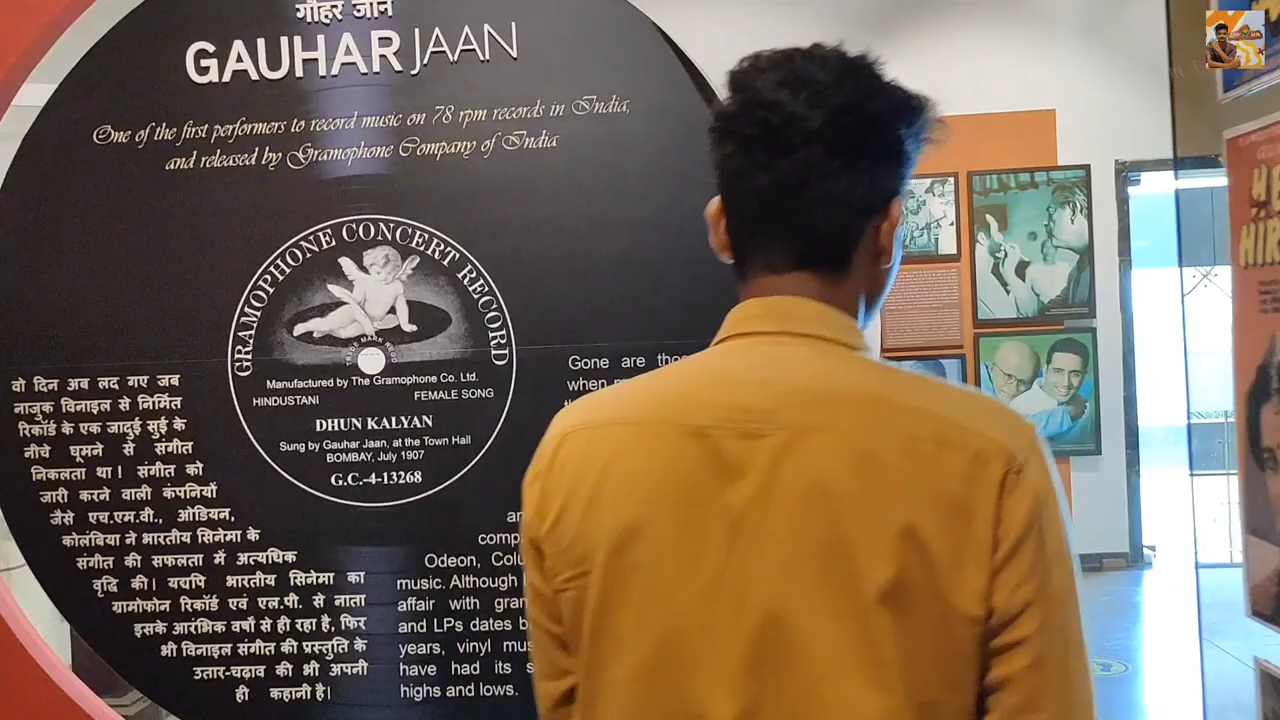 गौहर जान
GAUHAR JAAN
One of the first performers to record music on 78 rpm records in India,
and released by Gramophone Company of India
GRAMOPHONE CONCERT RECORD
TRADE MARK REGD
Manufactured by The Gramophone Co. Ltd.
HINDUSTANI FEMALE SONG
DHUN KALYAN
Sung by Gauhar Jaan, at the Town Hall
BOMBAY, July 1907
G.C.-4-13268
वो दिन अब लद गए जब
नाजुक विनाइल से निर्मित
रिकॉर्ड के एक जादुई सुई के
नीचे घूमने से संगीत
निकलता था! संगीत को
जारी करने वाली कंपनियों
जैसे एच.एम.वी., ओडियन,
कोलंबिया ने भारतीय सिनेमा के
संगीत की सफलता में अत्यधिक
वृद्धि की। यद्यपि भारतीय सिनेमा का
ग्रामोफोन रिकॉर्ड एवं एल.पी. से नाता
इसके आरंभिक वर्षों से ही रहा है, फिर
भी विनाइल संगीत की प्रस्तुति के
उतार-चढ़ाव की भी अपनी
ही कहानी है।
Gone are
when
Odeon,
music. Although
affair with
and LPs dates
years, vinyl
have had its
highs and lows.